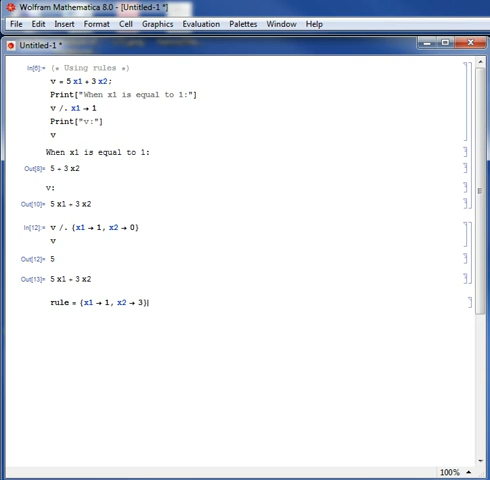 Wolfram Mathematica 8.0 - [Untitled-1 *]
File Edit Insert Format Cell Graphics Evaluation Palettes Window Help
Untitled-1 *
In[6]:= (* Using rules *)
v = 5 x1 + 3 x2;
Print["When x1 is equal to 1:"]
v /. x1 → 1
Print["v:"]
v
When x1 is equal to 1:
Out[8]= 5 + 3 x2
v:
Out[10]= 5 x1 + 3 x2
In[12]:= v /. {x1 → 1, x2 → 0}
v
Out[12]= 5
Out[13]= 5 x1 + 3 x2
rule = {x1 → 1, x2 → 3}
100%